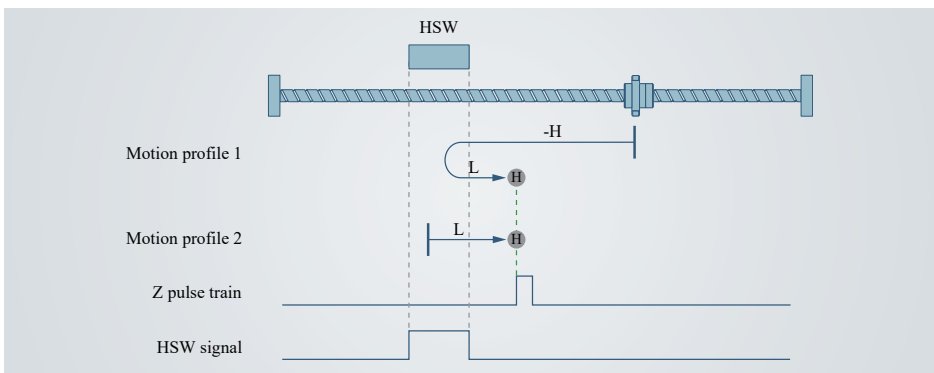 HSW
-H
Motion profile 1
L
H
Motion profile 2
L
H
Z pulse train
HSW signal